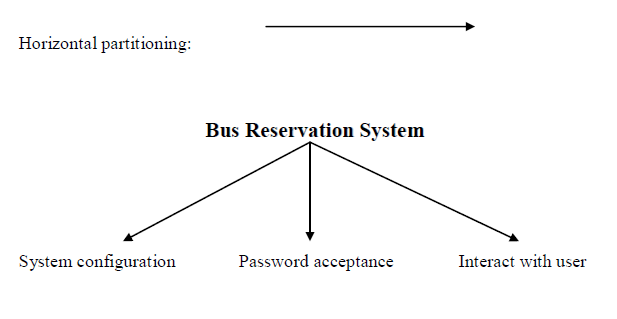 Horizontal partitioning:
Bus Reservation System
System configuration Password acceptance Interact with user